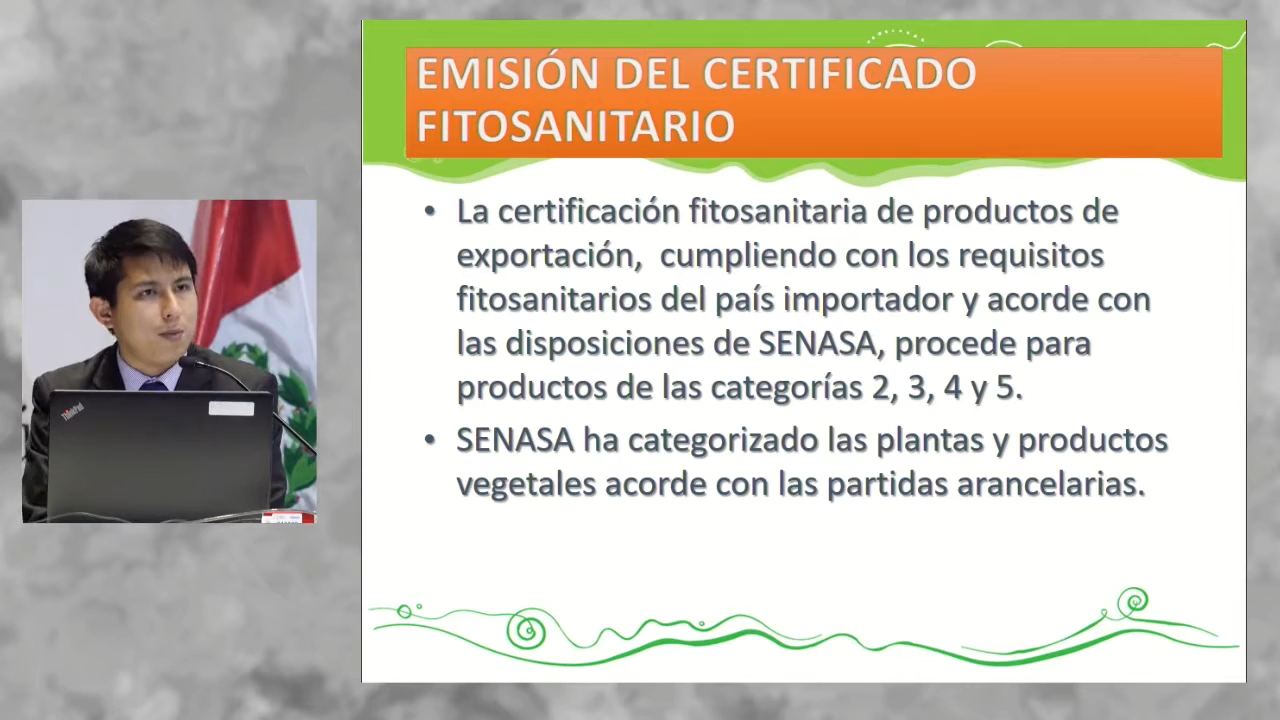 EMISIÓN DEL CERTIFICADO
FITOSANITARIO
• La certificación fitosanitaria de productos de
exportación, cumpliendo con los requisitos
fitosanitarios del país importador y acorde con
las disposiciones de SENASA, procede para
productos de las categorías 2, 3, 4 y 5.
• SENASA ha categorizado las plantas y productos
vegetales acorde con las partidas arancelarias.
ThinkPad